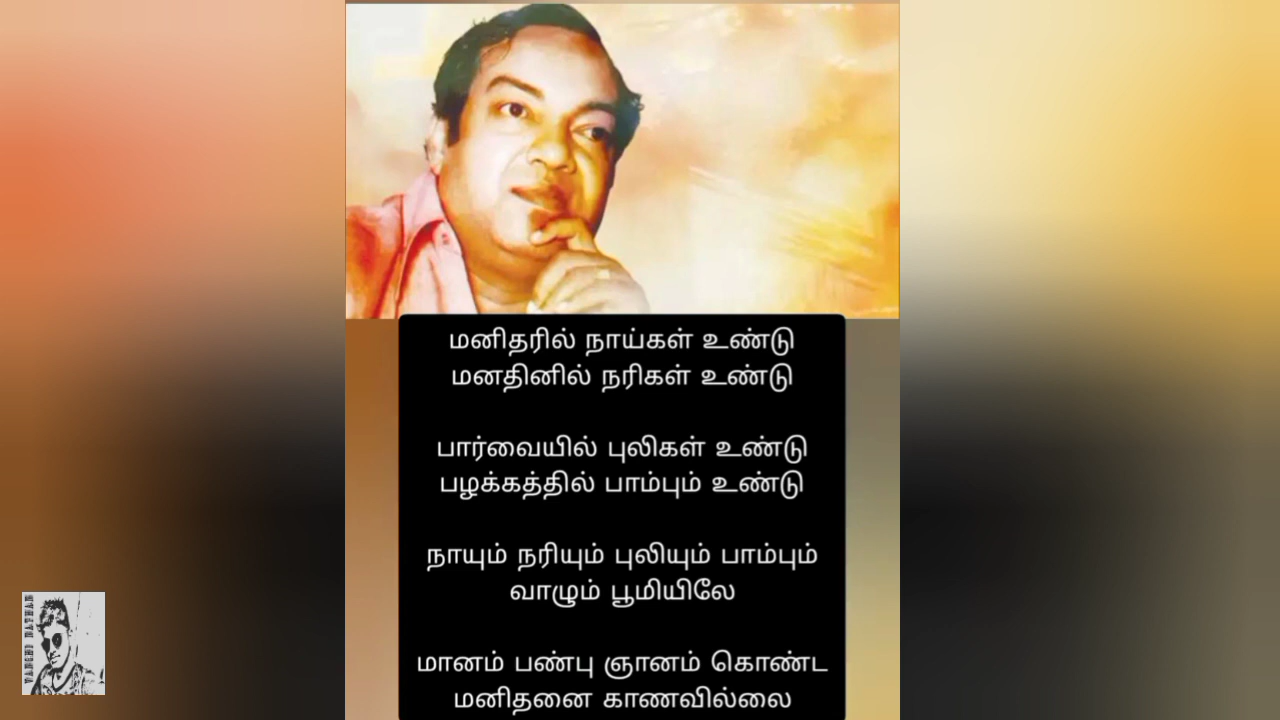 மனிதரில் நாய்கள் உண்டு
மனதினில் நரிகள் உண்டு
பார்வையில் புலிகள் உண்டு
பழக்கத்தில் பாம்பும் உண்டு
நாயும் நரியும் புலியும் பாம்பும்
வாழும் பூமியிலே
மானம் பண்பு ஞானம் கொண்ட
மனிதனை காணவில்லை